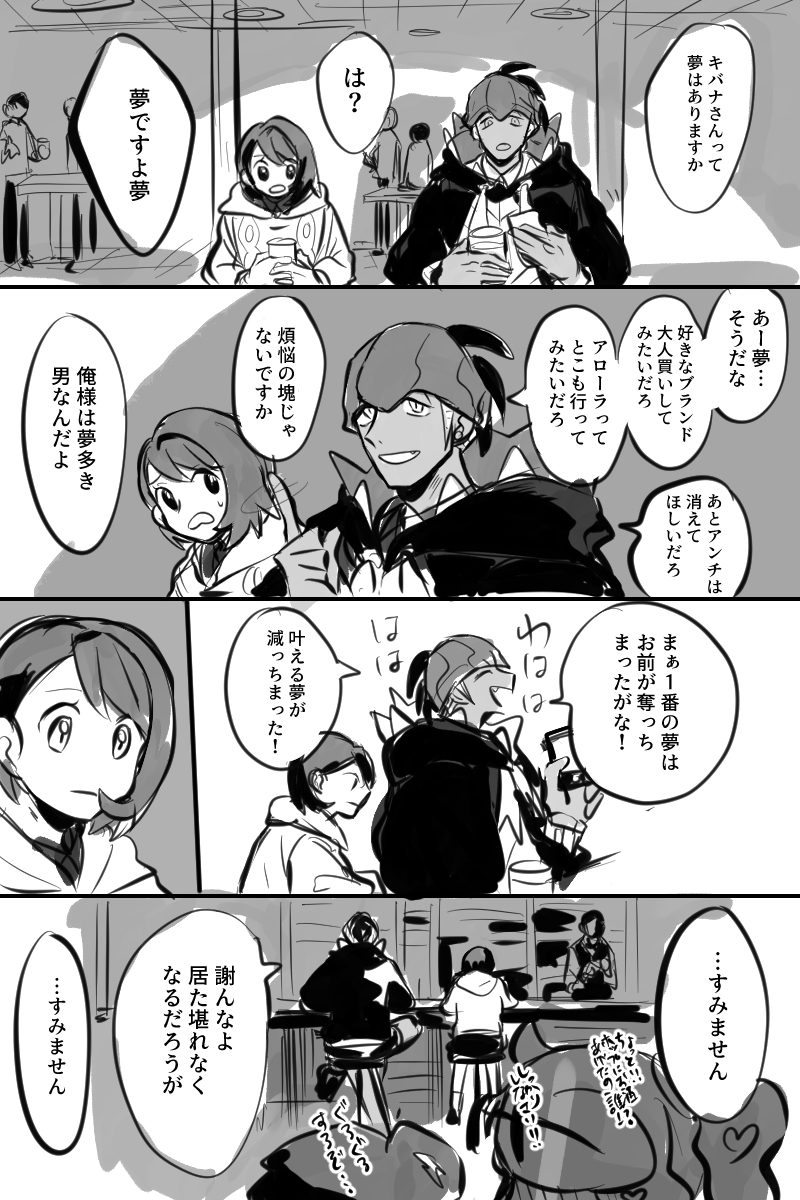 キバナさんって
夢はありますか
は？
夢ですよ夢
あー夢…
そうだな
好きなブランド
大人買いして
みたいだろ
アローラって
とこも行って
みたいだろ
あとアンチは
消えて
ほしいだろ
煩悩の塊じゃ
ないですか
俺様は夢多き
男なんだよ
まぁ１番の夢は
お前が奪っち
まったがな！
わはは
はは
叶える夢が
減っちまった！
…すみません
謝んなよ
居た堪れなく
なるだろうが
…すみません
ぐるぐる
するぞ…